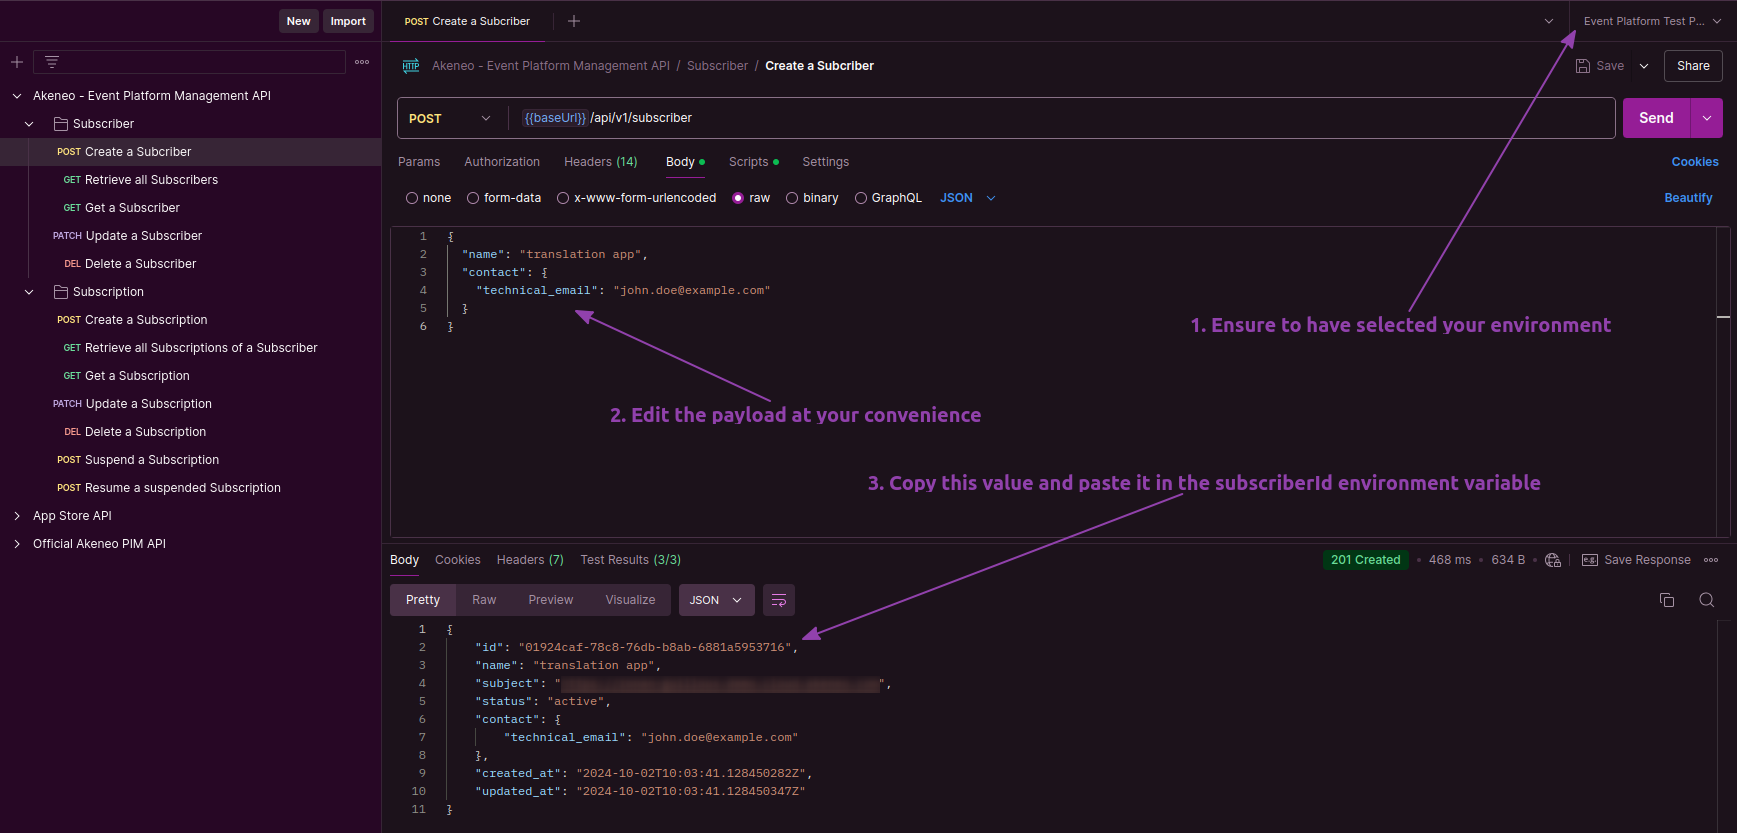 New Import
POST Create a Subcriber
Event Platform Test P...
Akeneo - Event Platform Management API / Subscriber / Create a Subcriber
Save
Share
Akeneo - Event Platform Management API
Subscriber
POST Create a Subcriber
GET Retrieve all Subscribers
GET Get a Subscriber
PATCH Update a Subscriber
DEL Delete a Subscriber
Subscription
POST Create a Subscription
GET Retrieve all Subscriptions of a Subscriber
GET Get a Subscription
PATCH Update a Subscription
DEL Delete a Subscription
POST Suspend a Subscription
POST Resume a suspended Subscription
App Store API
Official Akeneo PIM API
HTTP
POST {{baseUrl}} /api/v1/subscriber
Send
Params Authorization Headers (14) Body Scripts Settings
Cookies
none form-data x-www-form-urlencoded raw binary GraphQL JSON
Beautify
1 {
2 "name": "translation app",
3 "contact": {
4 "technical_email": "john.doe@example.com"
5 }
6 }
1. Ensure to have selected your environment
2. Edit the payload at your convenience
3. Copy this value and paste it in the subscriberId environment variable
Body Cookies Headers (7) Test Results (3/3)
201 Created • 468 ms • 634 B •
e.g. Save Response
Pretty Raw Preview Visualize JSON
1 {
2 "id": "01924caf-78c8-76db-b8ab-6881a5953716",
3 "name": "translation app",
4 "subject": "",
5 "status": "active",
6 "contact": {
7 "technical_email": "john.doe@example.com"
8 },
9 "created_at": "2024-10-02T10:03:41.128450282Z",
10 "updated_at": "2024-10-02T10:03:41.128450347Z"
11 }